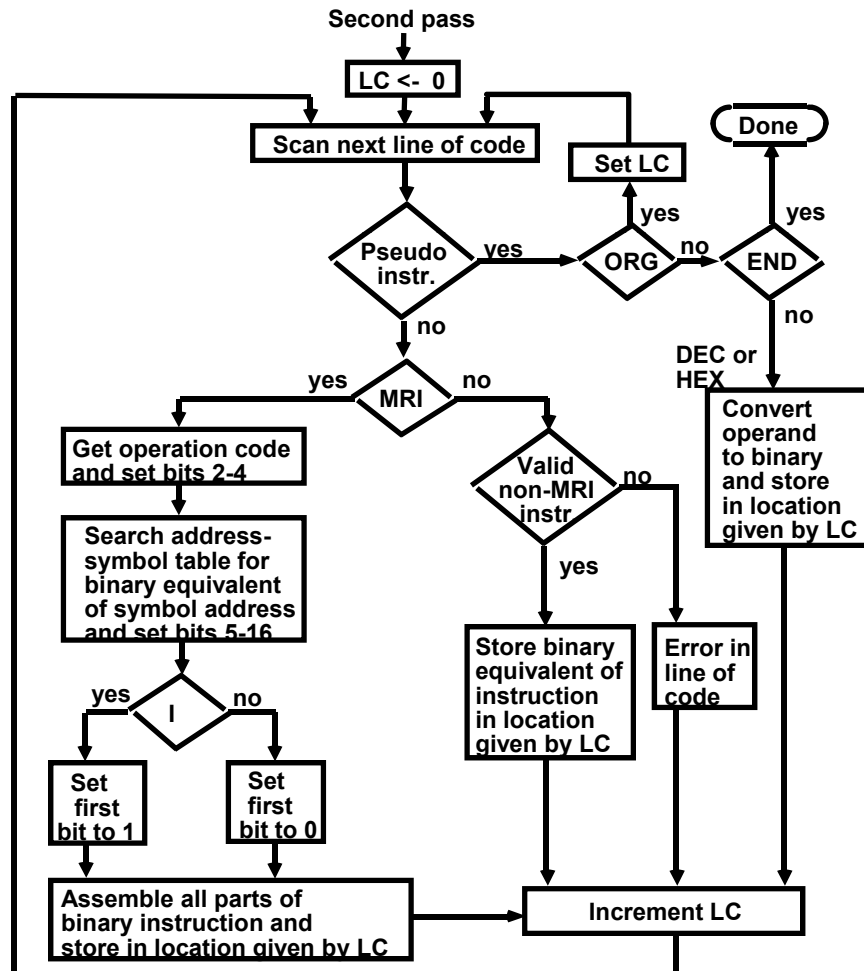 Second pass
LC <- 0
Scan next line of code
Set LC
Done
yes
yes
Pseudo
instr.
yes
ORG
no
END
no
no
DEC or
HEX
yes
MRI
no
Get operation code
and set bits 2-4
Valid
non-MRI
instr.
no
Convert
operand
to binary
and store
in location
given by LC
Search address-
symbol table for
binary equivalent
of symbol address
and set bits 5-16
yes
Store binary
equivalent of
instruction
in location
given by LC
Error in
line of
code
yes
I
no
Set
first
bit to 1
Set
first
bit to 0
Assemble all parts of
binary instruction and
store in location given by LC
Increment LC